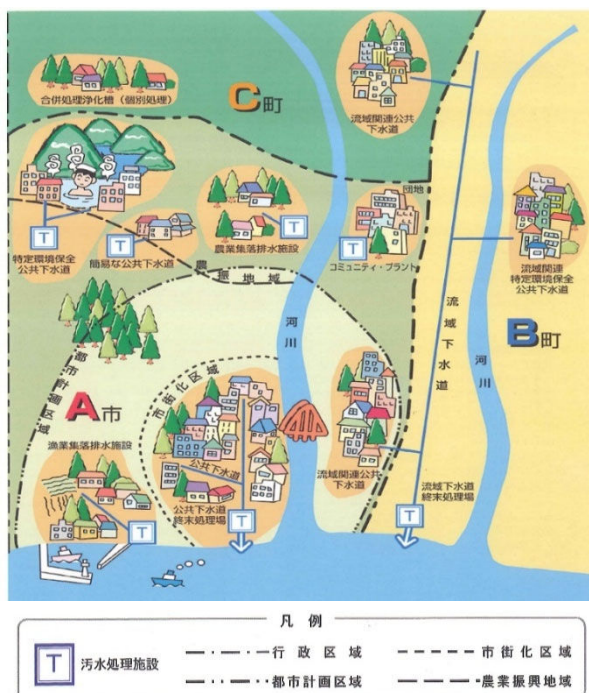 合併処理浄化槽（個別処理）
C町
流域関連公共
下水道
団地
T
特定環境保全
公共下水道
T
簡易な公共下水道
農業集落排水施設
T
T
コミュニティ・プラント
流域関連
特定環境保全
公共下水道
農振地域
河川
流域下水道
B町
河川
都市計画区域
A市
市街化区域
漁業集落排水施設
T
公共下水道
公共下水道
終末処理場
T
流域関連公共
下水道
流域下水道
終末処理場
T
凡例
T 汚水処理施設
行政区域
市街化区域
都市計画区域
農業振興地域